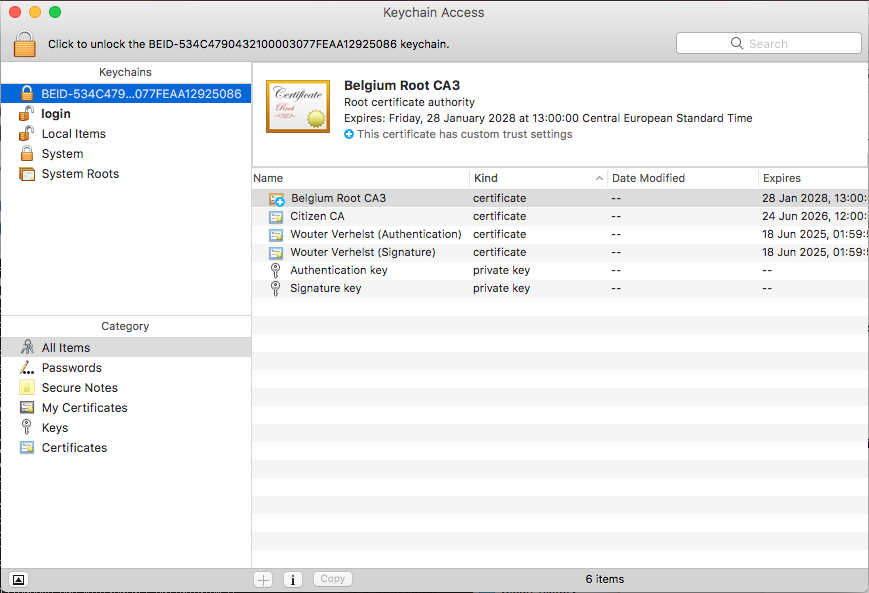 Keychain Access
Click to unlock the BEID-534C4790432100003077FEAA12925086 keychain.
Search
Keychains
BEID-534C479...077FEAA12925086
login
Local Items
System
System Roots
Certificate
Root
Belgium Root CA3
Root certificate authority
Expires: Friday, 28 January 2028 at 13:00:00 Central European Standard Time
This certificate has custom trust settings
Name Kind Date Modified Expires
Belgium Root CA3 certificate -- 28 Jan 2028, 13:00:
Citizen CA certificate -- 24 Jun 2026, 12:00:
Wouter Verhelst (Authentication) certificate -- 18 Jun 2025, 01:59:5
Wouter Verhelst (Signature) certificate -- 18 Jun 2025, 01:59:5
Authentication key private key -- --
Signature key private key -- --
Category
All Items
Passwords
Secure Notes
My Certificates
Keys
Certificates
Copy
6 items